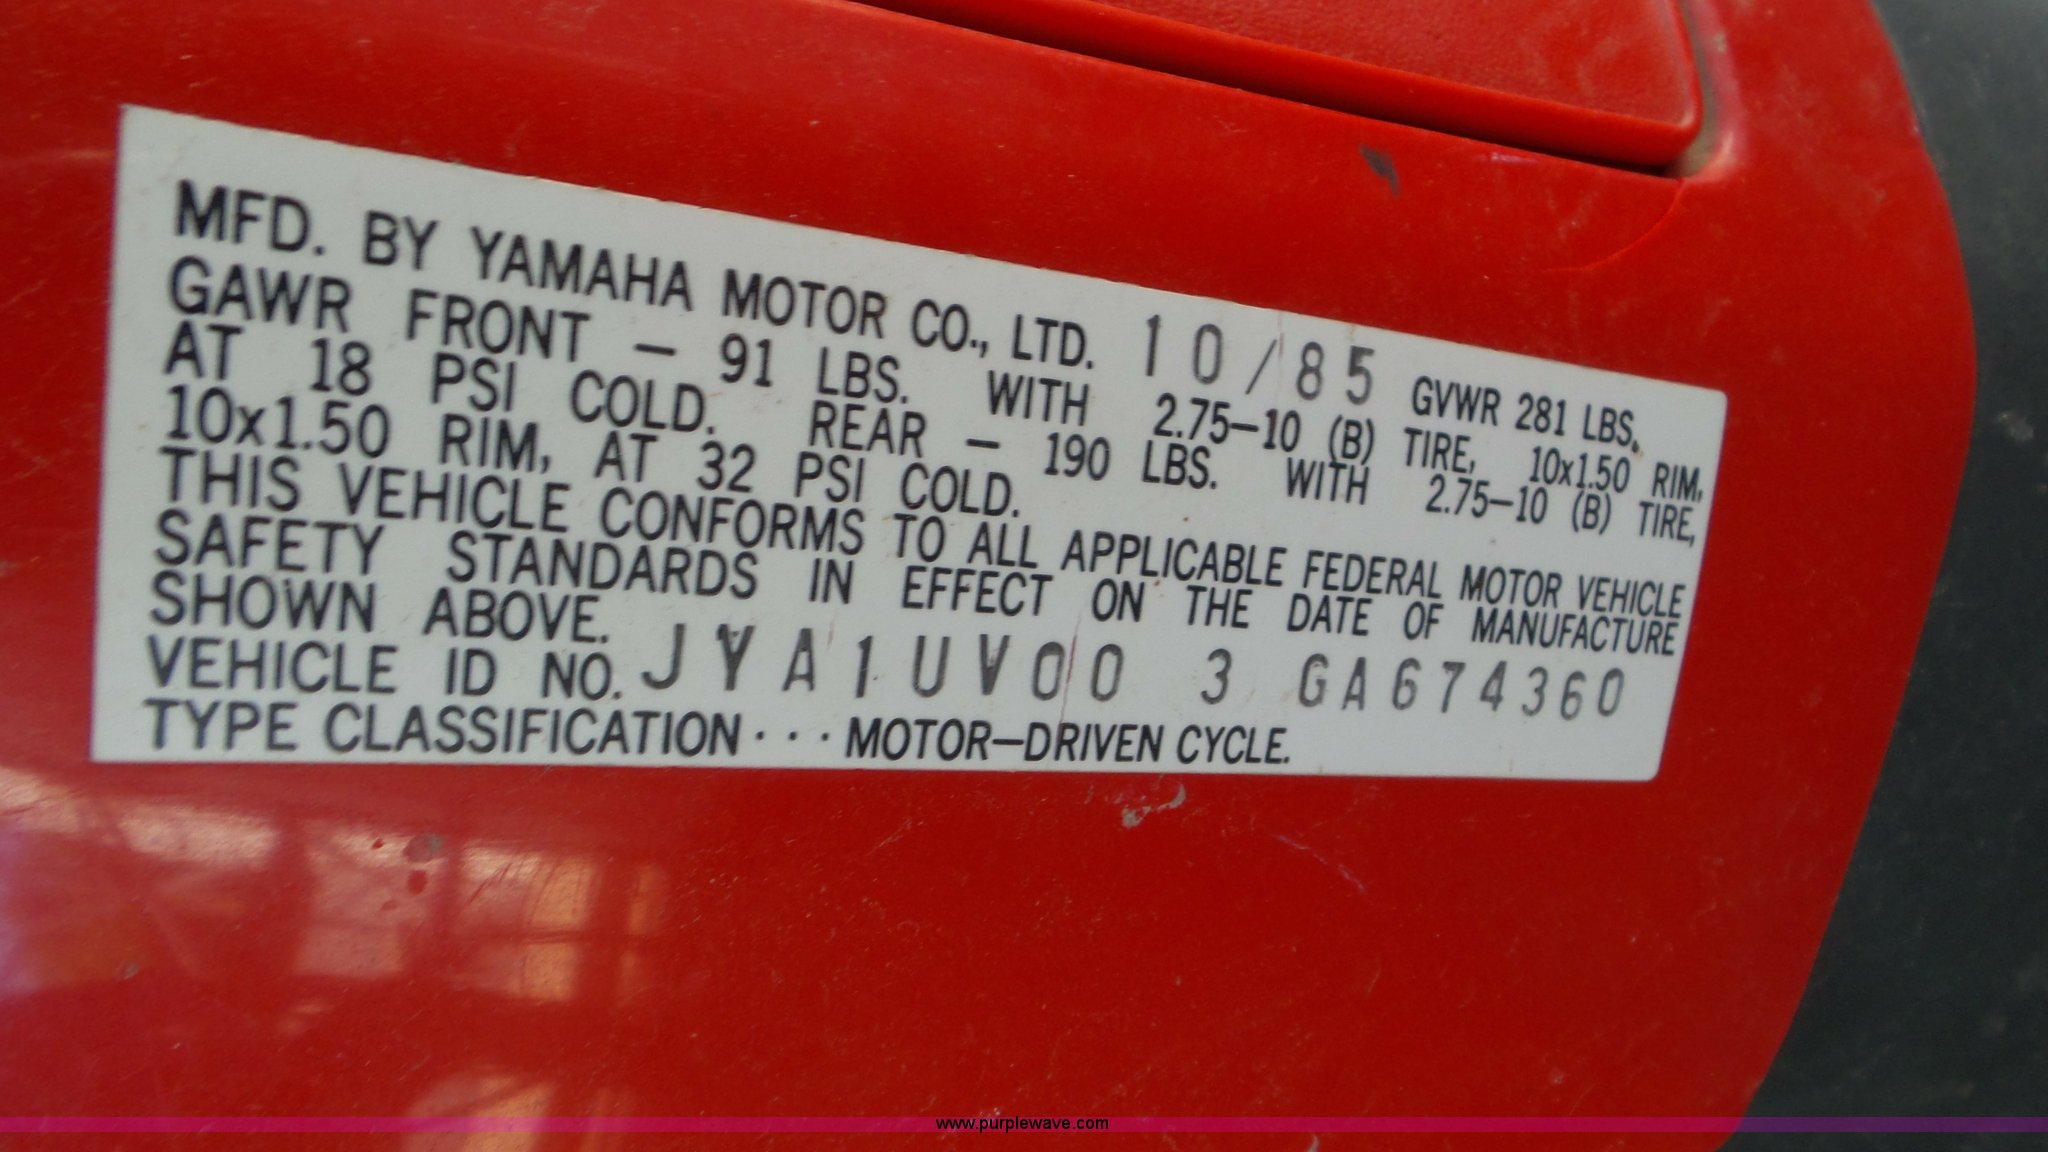 MFD. BY YAMAHA MOTOR CO., LTD. 10/85 GVWR 281 LBS.
GAWR FRONT – 91 LBS. WITH 2.75–10 (B) TIRE, 10x1.50 RIM,
AT 18 PSI COLD. REAR – 190 LBS. WITH 2.75–10 (B) TIRE,
10x1.50 RIM, AT 32 PSI COLD.
THIS VEHICLE CONFORMS TO ALL APPLICABLE FEDERAL MOTOR VEHICLE
SAFETY STANDARDS IN EFFECT ON THE DATE OF MANUFACTURE
SHOWN ABOVE.
VEHICLE ID NO. JYA1UV00 3 GA674360
TYPE CLASSIFICATION··· MOTOR–DRIVEN CYCLE.
www.purplewave.com